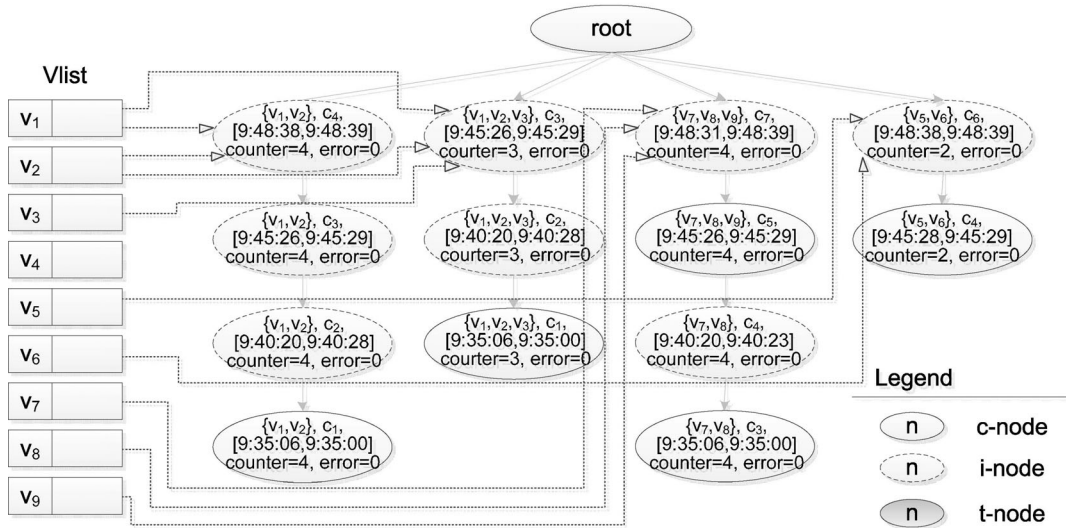 root
Vlist
v1
v2
v3
v4
v5
v6
v7
v8
v9
{v1,v2}, c4,
[9:48:38,9:48:39]
counter=4, error=0
{v1,v2,v3}, c3,
[9:45:26,9:45:29]
counter=3, error=0
{v7,v8,v9}, c7,
[9:48:31,9:48:39]
counter=4, error=0
{v5,v6}, c6,
[9:48:38,9:48:39]
counter=2, error=0
{v1,v2}, c3,
[9:45:26,9:45:29]
counter=4, error=0
{v1,v2,v3}, c2,
[9:40:20,9:40:28]
courter=3, error=0
{v7,v8,v9}, c5,
[9:45:26,9:45:29]
counter=4, error=0
{v5,v6}, c4,
[9:45:28,9:45:29]
counter=2, error=0
{v1,v2}, c2,
[9:40:20,9:40:28]
counter=4, error=0
{v1,v2,v3}, c1,
[9:35:06,9:35:00]
courter=3, error=0
{v7,v8}, c4,
[9:40:20,9:40:23]
counter=4, error=0
{v1,v2}, c1,
[9:35:06,9:35:00]
counter=4, error=0
{v7,v8}, c3,
[9:35:06,9:35:00]
counter=4, error=0
Legend
n c-node
n i-node
n t-node